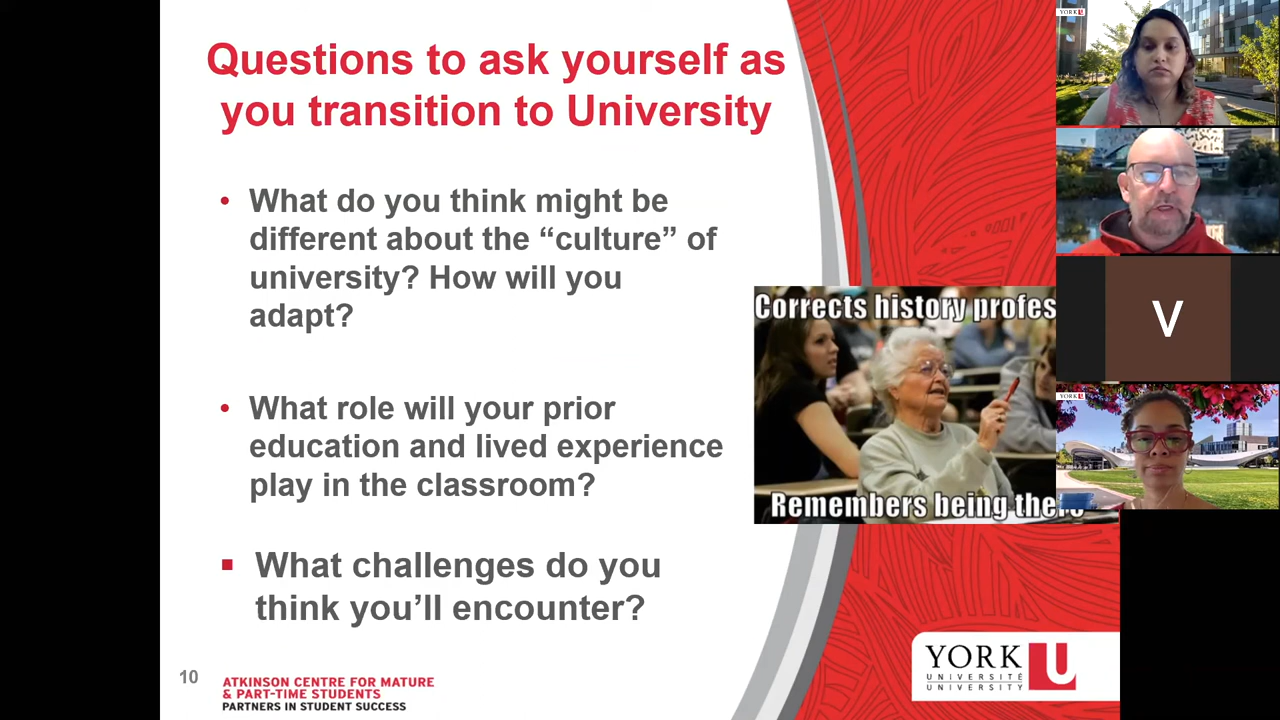 Questions to ask yourself as
you transition to University
• What do you think might be
different about the “culture” of
university? How will you
adapt?
• What role will your prior
education and lived experience
play in the classroom?
▪ What challenges do you
think you’ll encounter?
Corrects history profes
Remembers being there
10
ATKINSON CENTRE FOR MATURE
& PART-TIME STUDENTS
PARTNERS IN STUDENT SUCCESS
YORK U
UNIVERSITÉ
UNIVERSITY
YORK U
V
YORK U